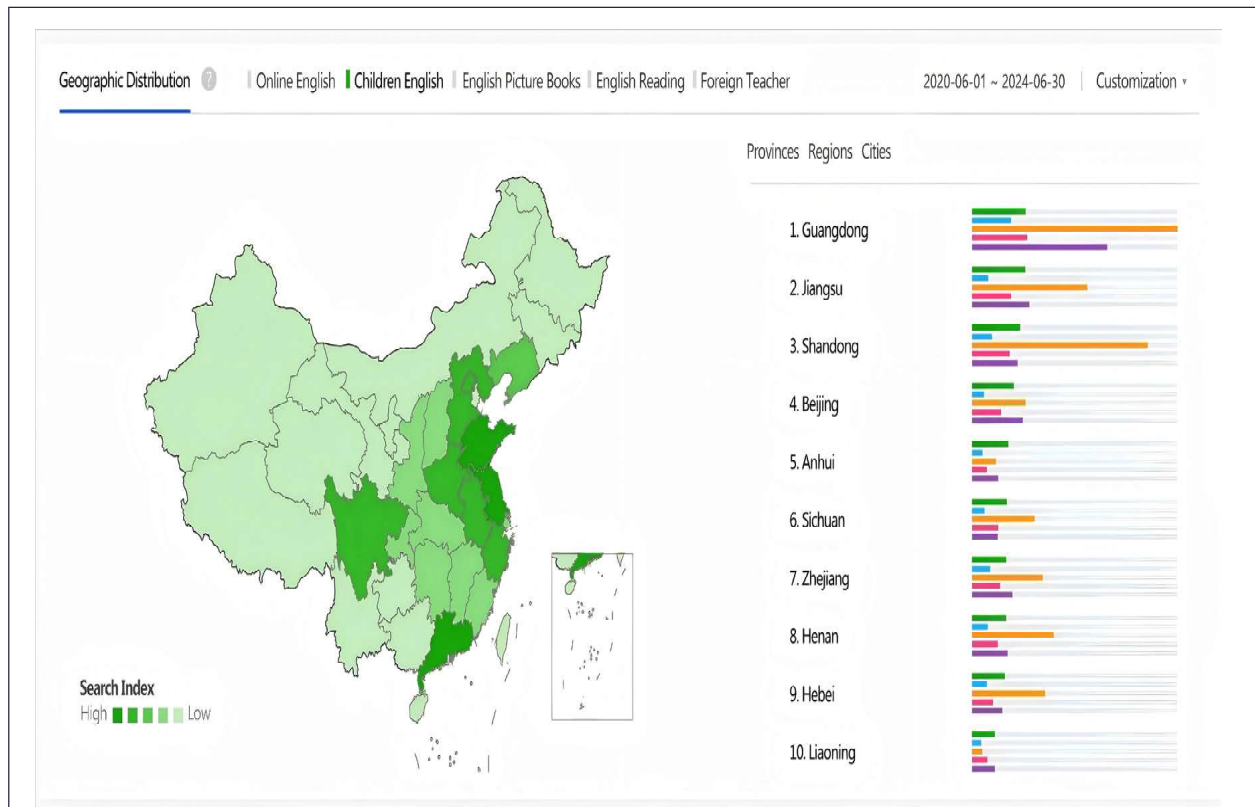 Geographic Distribution ? Online English Children English English Picture Books English Reading Foreign Teacher 2020-06-01 ~ 2024-06-30 Customization
Provinces Regions Cities
1. Guangdong
2. Jiangsu
3. Shandong
4. Beijing
5. Anhui
6. Sichuan
7. Zhejiang
8. Henan
9. Hebei
10. Liaoning
Search Index
High Low